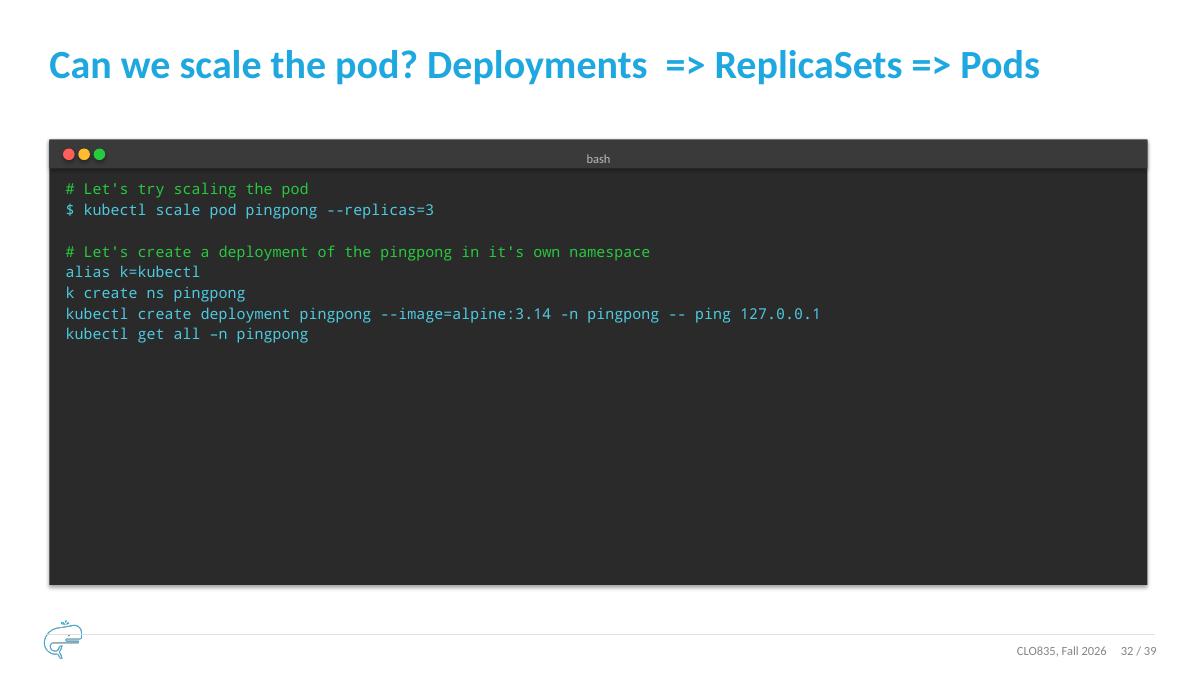 Can we scale the pod? Deployments  => ReplicaSets => Pods
bash
# Let's try scaling the pod
$ kubectl scale pod pingpong --replicas=3
# Let's create a deployment of the pingpong in it's own namespace
alias k=kubectl
k create ns pingpong
kubectl create deployment pingpong --image=alpine:3.14 -n pingpong -- ping 127.0.0.1
kubectl get all –n pingpong
CLO835, Fall 2026 32 / 39